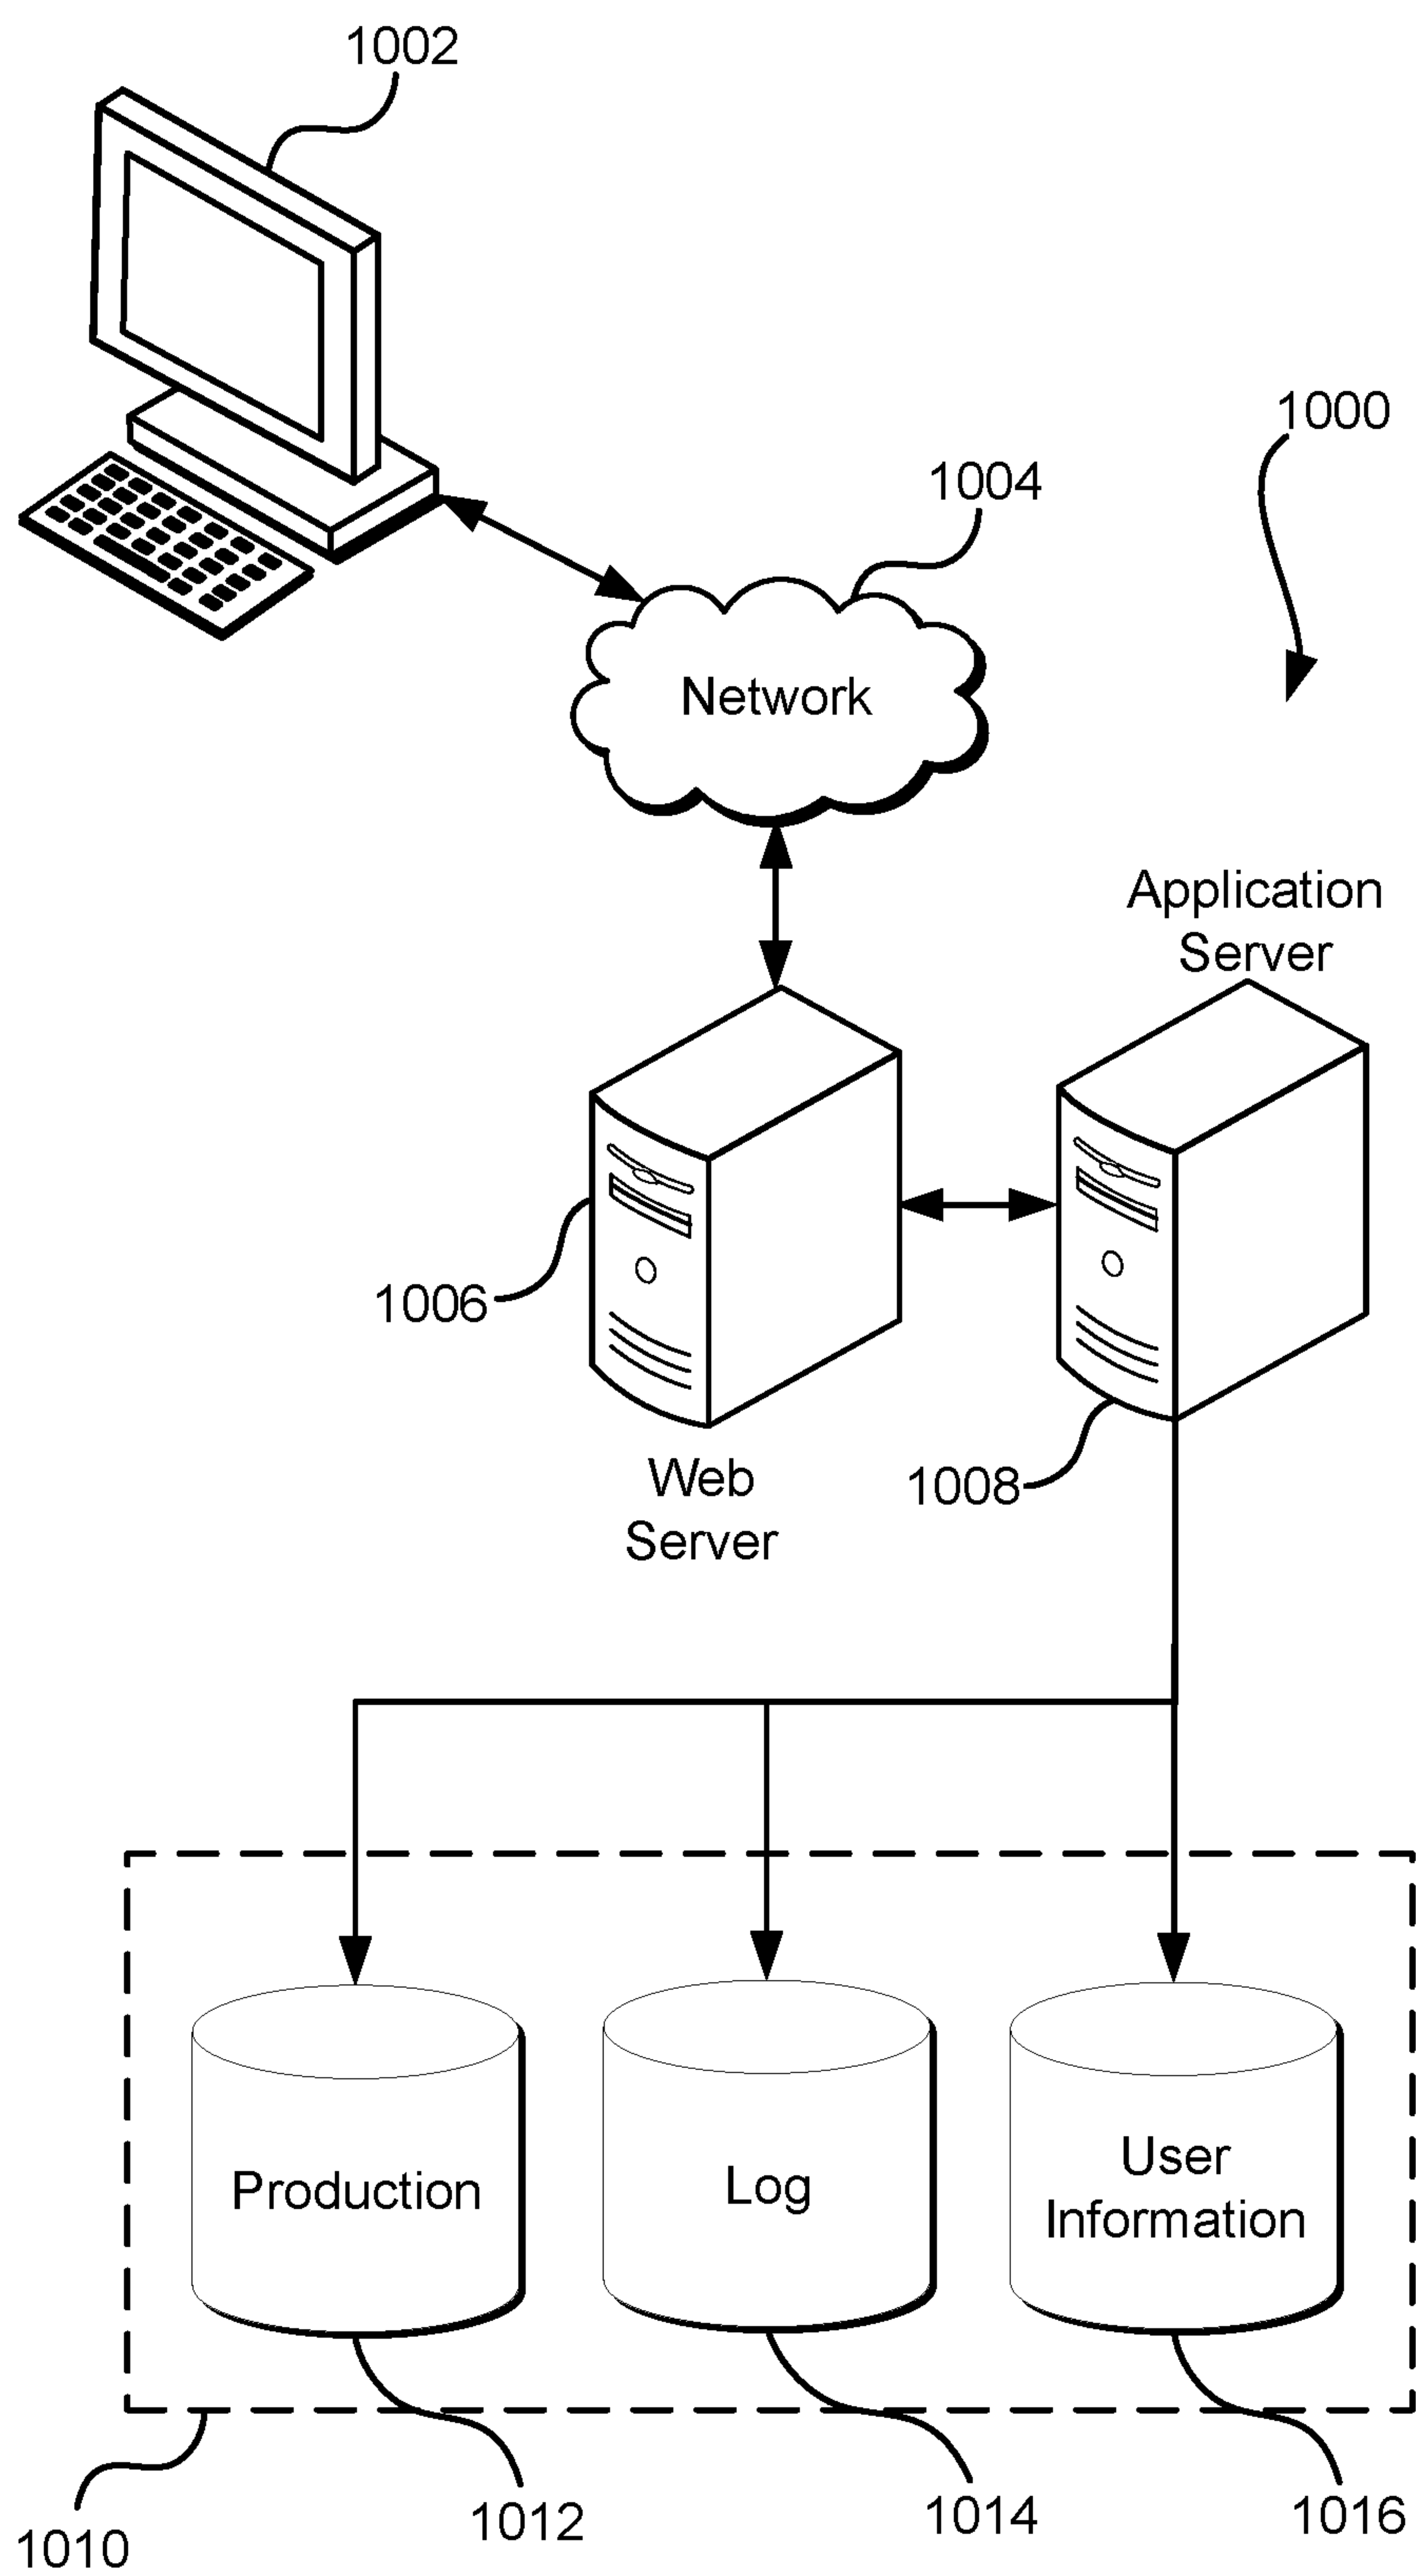 1002
1000
1004
Network
Application
Server
1006
1008
Web
Server
Production
Log
User
Information
1010
1012
1014
1016